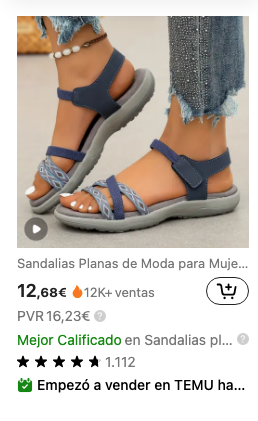 Sandalias Planas de Moda para Muje...
12,68€ 12K+ ventas
PVR 16,23€ ?
Mejor Calificado en Sandalias pl... ?
1.112
Empezó a vender en TEMU ha...